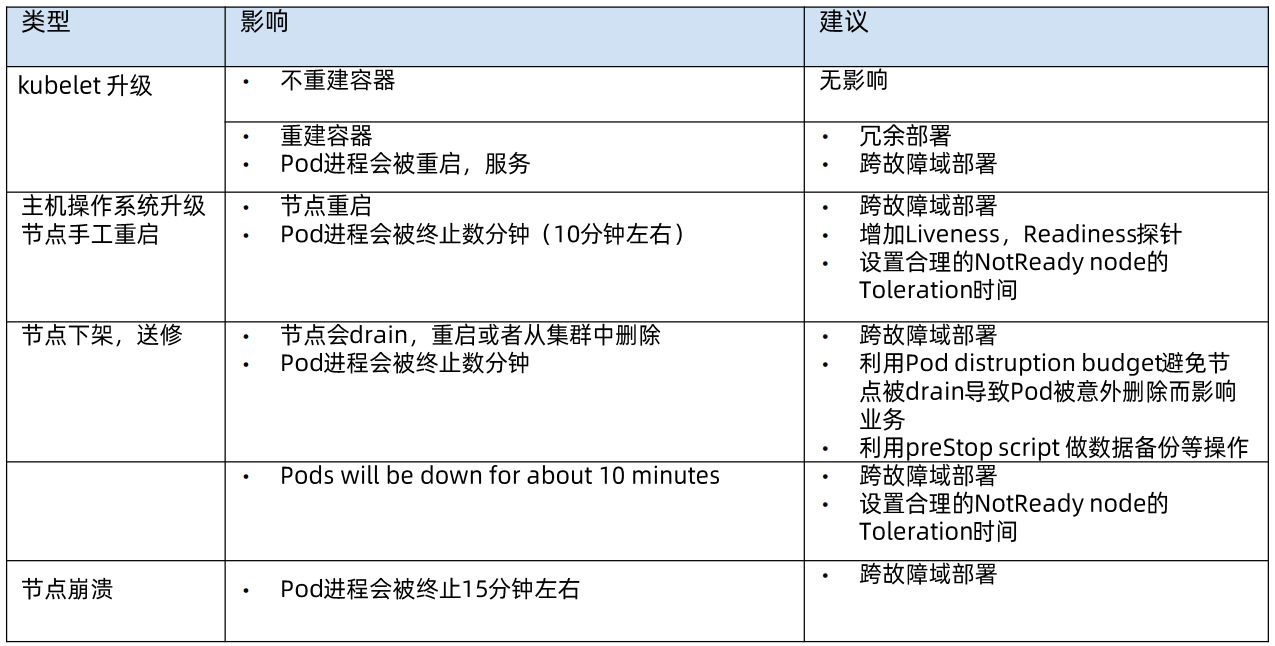 类型
影响
建议
kubelet 升级
• 不重建容器
无影响
• 重建容器
• Pod进程会被重启，服务
• 冗余部署
• 跨故障域部署
主机操作系统升级
节点手工重启
• 节点重启
• Pod进程会被终止数分钟（10分钟左右）
• 跨故障域部署
• 增加Liveness，Readiness探针
• 设置合理的NotReady node的
Toleration时间
节点下架，送修
• 节点会drain，重启或者从集群中删除
• Pod进程会被终止数分钟
• 跨故障域部署
• 利用Pod distruption budget避免节
点被drain导致Pod被意外删除而影响
业务
• 利用preStop script 做数据备份等操作
• Pods will be down for about 10 minutes
• 跨故障域部署
• 设置合理的NotReady node的
Toleration时间
节点崩溃
• Pod进程会被终止15分钟左右
• 跨故障域部署